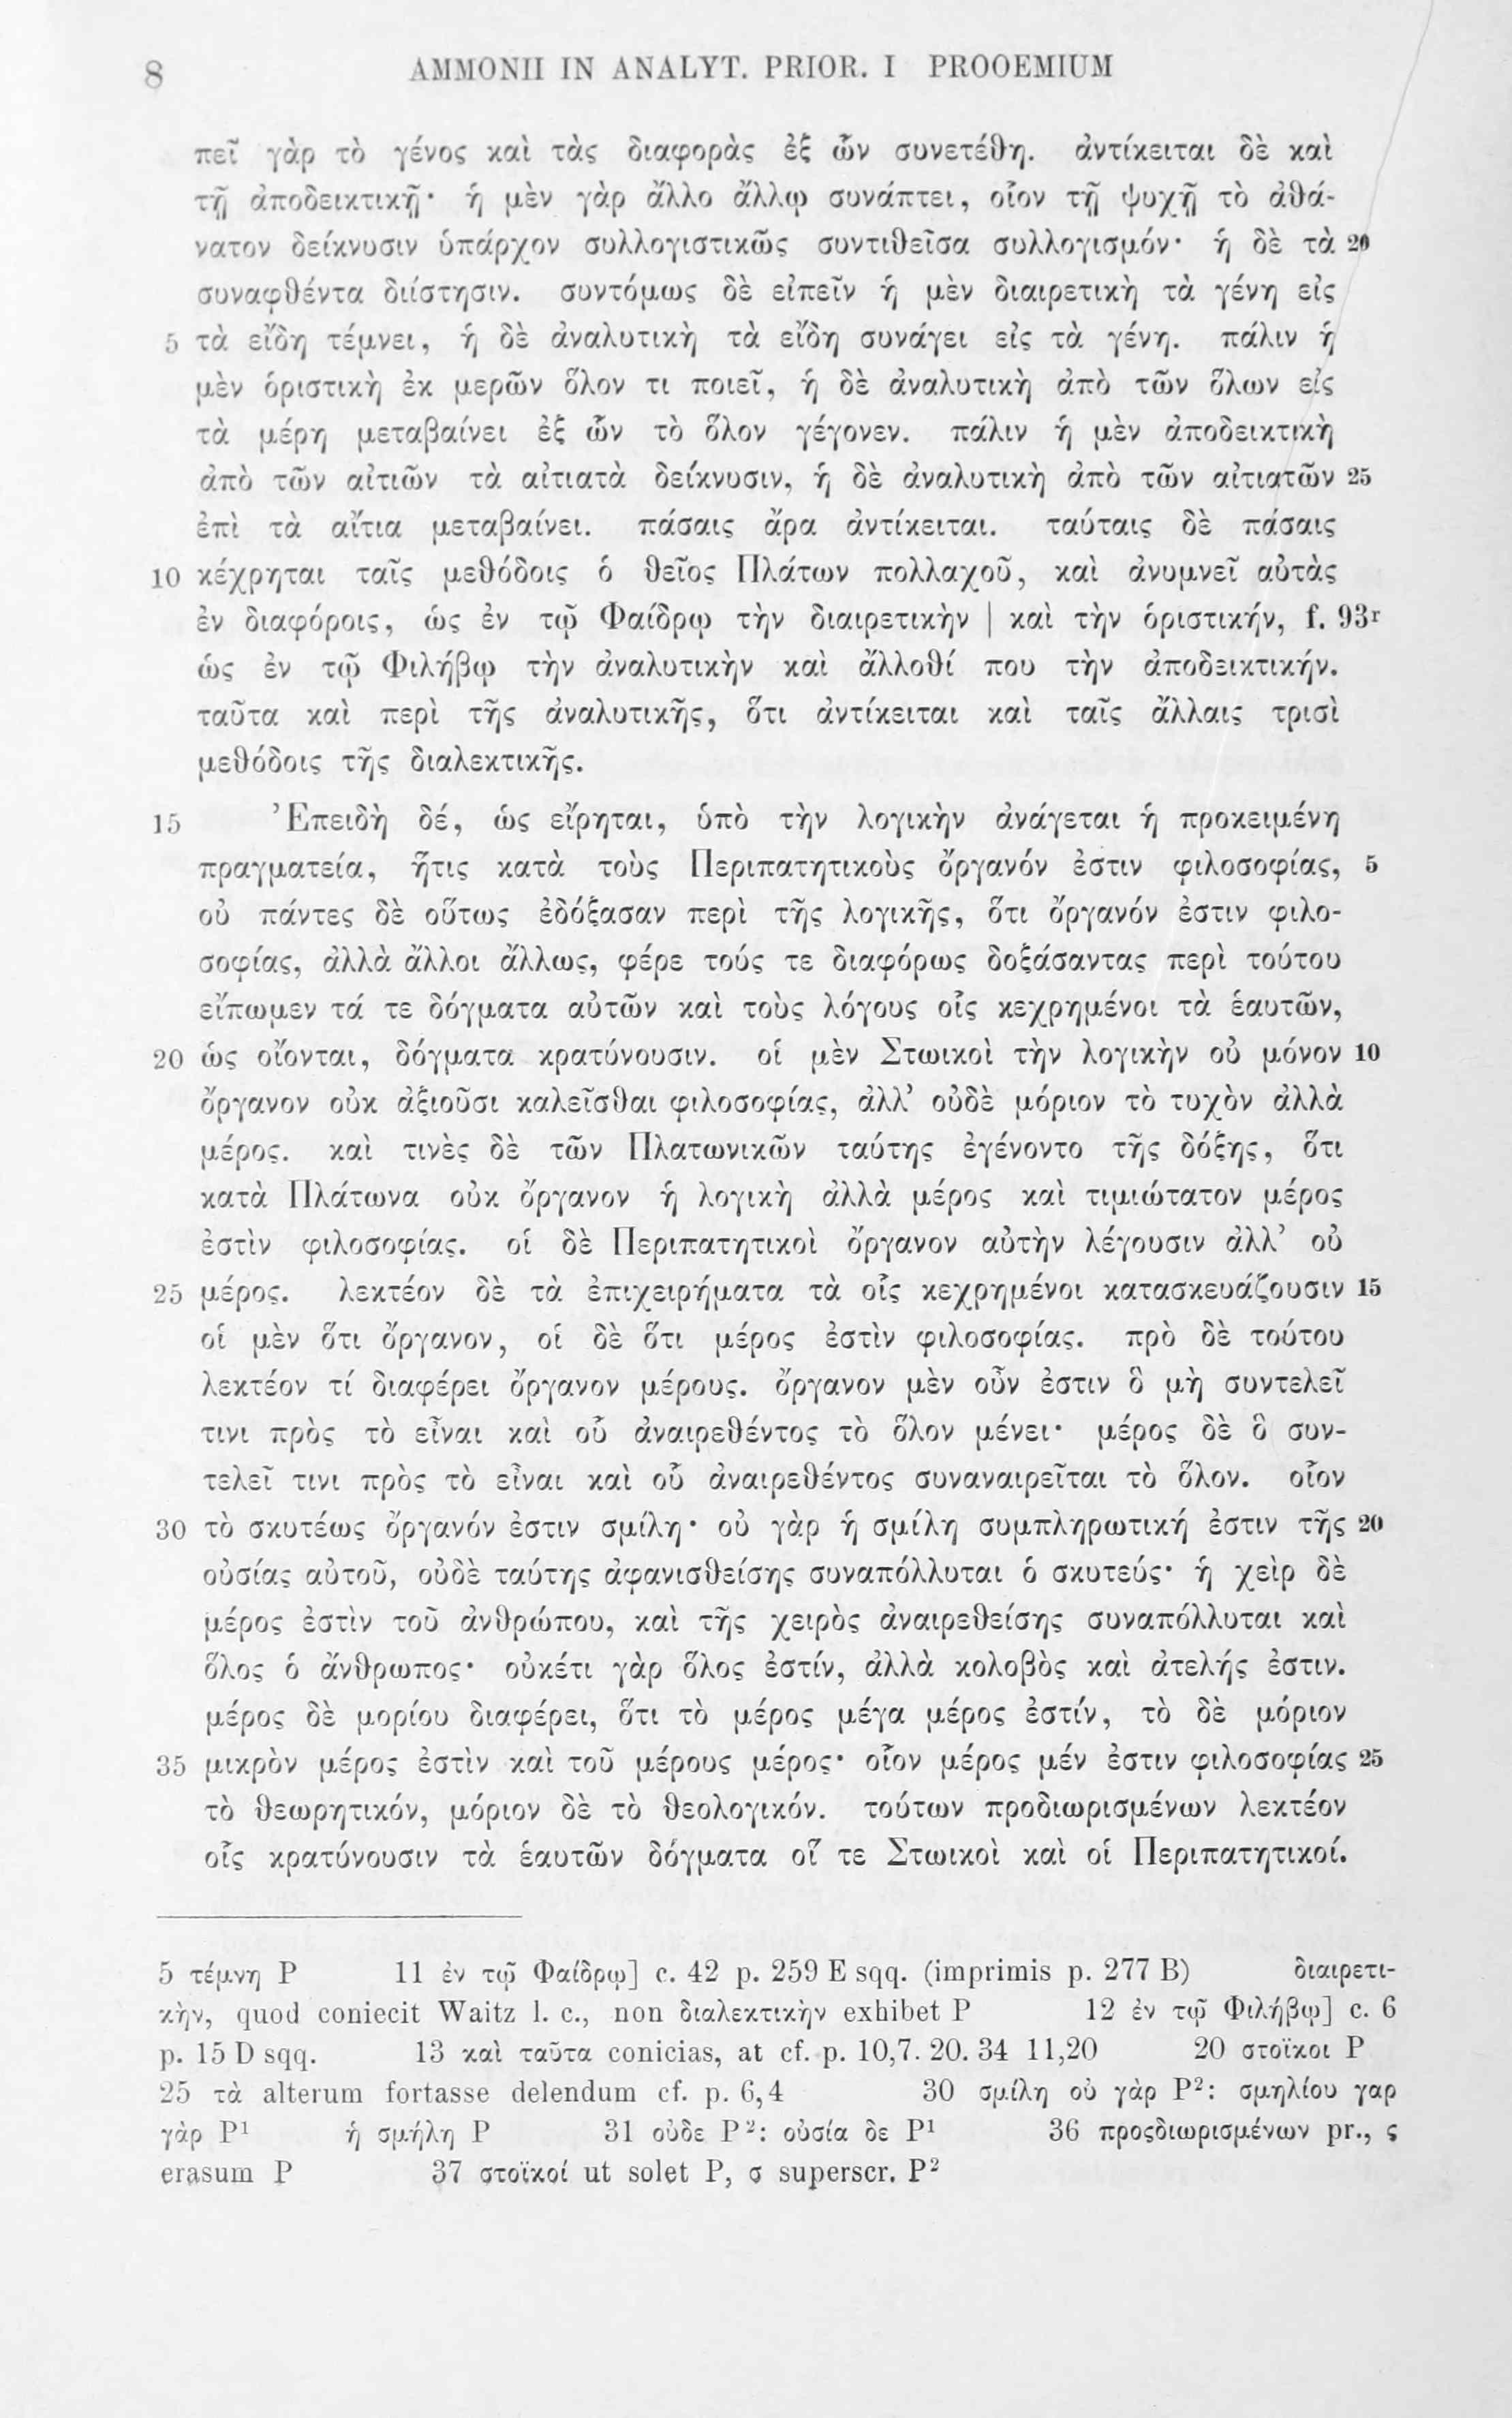 8 AMMONII IN ANALYT. PRIOR. I PROOEMIUM
πεῖ γὰρ τὸ γένος καὶ τὰς διαφορὰς ἐξ ὧν συνετέθη. ἀντίκειται δὲ καὶ
τῇ ἀποδεικτικῇ· ἡ μὲν γὰρ ἄλλο ἄλλῳ συνάπτει, οἷον τῇ ψυχῇ τὸ ἀθά-
νατον δείκνυσιν ὑπάρχον συλλογιστικῶς συντιθεῖσα συλλογισμόν· ἡ δὲ τὰ 20
συναφθέντα διίστησιν. συντόμως δὲ εἰπεῖν ἡ μὲν διαιρετικὴ τὰ γένη εἰς
5 τὰ εἴδη τέμνει, ἡ δὲ ἀναλυτικὴ τὰ εἴδη συνάγει εἰς τὰ γένη. πάλιν ἡ
μὲν ὁριστικὴ ἐκ μερῶν ὅλον τι ποιεῖ, ἡ δὲ ἀναλυτικὴ ἀπὸ τῶν ὅλων εἰς
τὰ μέρη μεταβαίνει ἐξ ὧν τὸ ὅλον γέγονεν. πάλιν ἡ μὲν ἀποδεικτικὴ
ἀπὸ τῶν αἰτιῶν τὰ αἰτιατὰ δείκνυσιν, ἡ δὲ ἀναλυτικὴ ἀπὸ τῶν αἰτιατῶν 25
ἐπὶ τὰ αἴτια μεταβαίνει. πάσαις ἄρα ἀντίκειται. ταύταις δὲ πάσαις
10 κέχρηται ταῖς μεθόδοις ὁ θεῖος Πλάτων πολλαχοῦ, καὶ ἀνυμνεῖ αὐτὰς
ἐν διαφόροις, ὡς ἐν τῷ Φαίδρῳ τὴν διαιρετικὴν | καὶ τὴν ὁριστικήν, f. 93ʳ
ὡς ἐν τῷ Φιλήβῳ τὴν ἀναλυτικὴν καὶ ἄλλοθί που τὴν ἀποδεικτικήν.
ταῦτα καὶ περὶ τῆς ἀναλυτικῆς, ὅτι ἀντίκειται καὶ ταῖς ἄλλαις τρισὶ
μεθόδοις τῆς διαλεκτικῆς.
15 Ἐπειδὴ δέ, ὡς εἴρηται, ὑπὸ τὴν λογικὴν ἀνάγεται ἡ προκειμένη
πραγματεία, ἥτις κατὰ τοὺς Περιπατητικοὺς ὄργανόν ἐστιν φιλοσοφίας, 5
οὐ πάντες δὲ οὕτως ἐδόξασαν περὶ τῆς λογικῆς, ὅτι ὄργανόν ἐστιν φιλο-
σοφίας, ἀλλὰ ἄλλοι ἄλλως, φέρε τούς τε διαφόρως δοξάσαντας περὶ τούτου
εἴπωμεν τά τε δόγματα αὐτῶν καὶ τοὺς λόγους οἷς κεχρημένοι τὰ ἑαυτῶν,
20 ὡς οἴονται, δόγματα κρατύνουσιν. οἱ μὲν Στωικοὶ τὴν λογικὴν οὐ μόνον 10
ὄργανον οὐκ ἀξιοῦσι καλεῖσθαι φιλοσοφίας, ἀλλ’ οὐδὲ μόριον τὸ τυχὸν ἀλλὰ
μέρος. καὶ τινὲς δὲ τῶν Πλατωνικῶν ταύτης ἐγένοντο τῆς δόξης, ὅτι
κατὰ Πλάτωνα οὐκ ὄργανον ἡ λογικὴ ἀλλὰ μέρος καὶ τιμιώτατον μέρος
ἐστὶν φιλοσοφίας. οἱ δὲ Περιπατητικοὶ ὄργανον αὐτὴν λέγουσιν ἀλλ’ οὐ
25 μέρος. λεκτέον δὲ τὰ ἐπιχειρήματα τὰ οἷς κεχρημένοι κατασκευάζουσιν 15
οἱ μὲν ὅτι ὄργανον, οἱ δὲ ὅτι μέρος ἐστὶν φιλοσοφίας. πρὸ δὲ τούτου
λεκτέον τί διαφέρει ὄργανον μέρους. ὄργανον μὲν οὖν ἐστιν ὃ μὴ συντελεῖ
τινι πρὸς τὸ εἶναι καὶ οὗ ἀναιρεθέντος τὸ ὅλον μένει· μέρος δὲ ὃ συν-
τελεῖ τινι πρὸς τὸ εἶναι καὶ οὗ ἀναιρεθέντος συναναιρεῖται τὸ ὅλον. οἷον
30 τὸ σκυτέως ὄργανόν ἐστιν σμίλη· οὐ γὰρ ἡ σμίλη συμπληρωτική ἐστιν τῆς 20
οὐσίας αὐτοῦ, οὐδὲ ταύτης ἀφανισθείσης συναπόλλυται ὁ σκυτεύς· ἡ χεὶρ δὲ
μέρος ἐστὶν τοῦ ἀνθρώπου, καὶ τῆς χειρὸς ἀναιρεθείσης συναπόλλυται καὶ
ὅλος ὁ ἄνθρωπος· οὐκέτι γὰρ ὅλος ἐστίν, ἀλλὰ κολοβὸς καὶ ἀτελής ἐστιν.
μέρος δὲ μορίου διαφέρει, ὅτι τὸ μέρος μέγα μέρος ἐστίν, τὸ δὲ μόριον
35 μικρὸν μέρος ἐστὶν καὶ τοῦ μέρους μέρος· οἷον μέρος μέν ἐστιν φιλοσοφίας 25
τὸ θεωρητικόν, μόριον δὲ τὸ θεολογικόν. τούτων προδιωρισμένων λεκτέον
οἷς κρατύνουσιν τὰ ἑαυτῶν δόγματα οἵ τε Στωικοὶ καὶ οἱ Περιπατητικοί.
5 τέμνη P 11 ἐν τῷ Φαίδρῳ] c. 42 p. 259 E sqq. (imprimis p. 277 B) διαιρετι-
κὴν, quod coniecit Waitz l. c., non διαλεκτικὴν exhibet P 12 ἐν τῷ Φιλήβῳ] c. 6
p. 15 D sqq. 13 καὶ ταῦτα conicias, at cf. p. 10,7. 20. 34 11,20 20 στοϊκοι P
25 τὰ alterum fortasse delendum cf. p. 6,4 30 σμίλη οὐ γὰρ P²: σμηλίου γαρ
γὰρ P¹ ἡ σμήλη P 31 οὐδε P²: οὐσία δε P¹ 36 προςδιωρισμένων pr., ς
erasum P 37 στοϊκοί ut solet P, σ superscr. P²